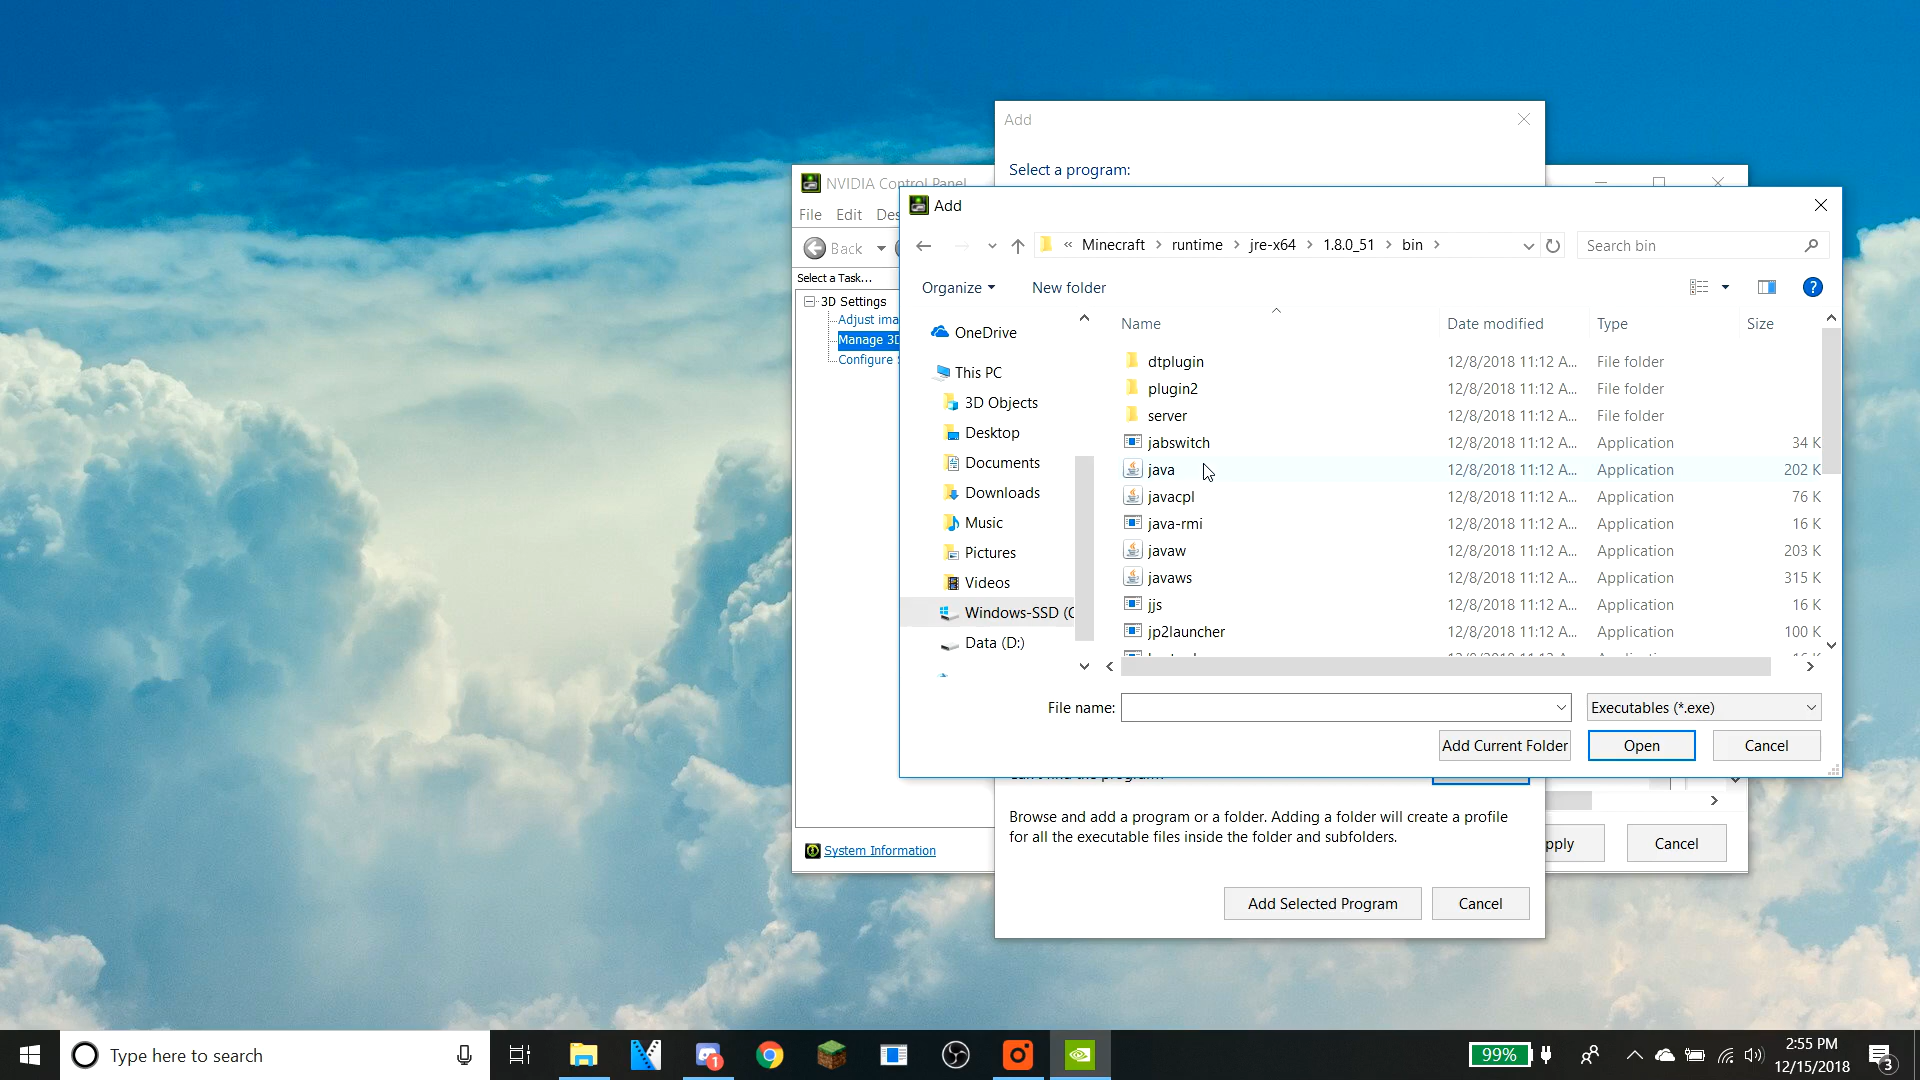 Add
Select a program:
NVIDIA Control Panel
File Edit Des
Back
Select a Task...
3D Settings
Adjust ima
Manage 3D
Configure
System Information
Add
« Minecraft > runtime > jre-x64 > 1.8.0_51 > bin >
Search bin
Organize
New folder
?
OneDrive
This PC
3D Objects
Desktop
Documents
Downloads
Music
Pictures
Videos
Windows-SSD (C
Data (D:)
Name Date modified Type Size
dtplugin 12/8/2018 11:12 A... File folder
plugin2 12/8/2018 11:12 A... File folder
server 12/8/2018 11:12 A... File folder
jabswitch 12/8/2018 11:12 A... Application 34 K
java 12/8/2018 11:12 A... Application 202 K
javacpl 12/8/2018 11:12 A... Application 76 K
java-rmi 12/8/2018 11:12 A... Application 16 K
javaw 12/8/2018 11:12 A... Application 203 K
javaws 12/8/2018 11:12 A... Application 315 K
jjs 12/8/2018 11:12 A... Application 16 K
jp2launcher 12/8/2018 11:12 A... Application 100 K
File name:
Executables (*.exe)
Add Current Folder
Open
Cancel
Browse and add a program or a folder. Adding a folder will create a profile
for all the executable files inside the folder and subfolders.
pply
Cancel
Add Selected Program
Cancel
Type here to search
1
99%
2:55 PM
12/15/2018
3